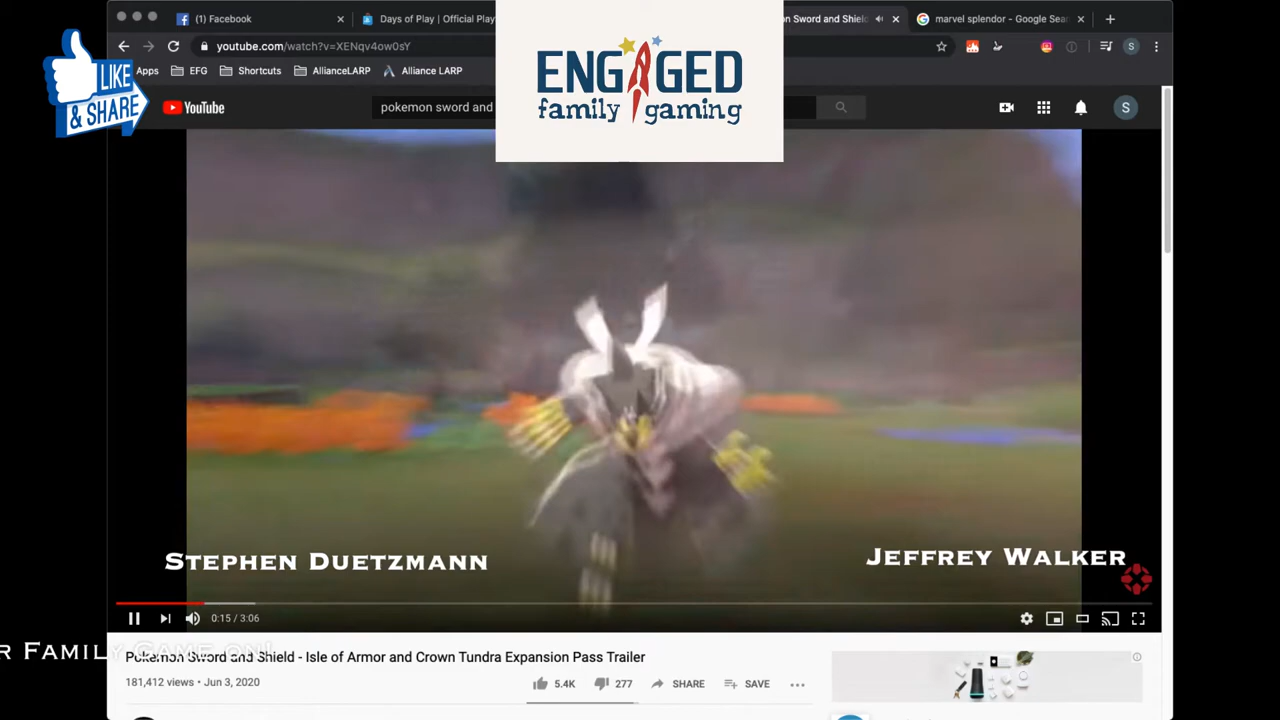 (1) Facebook
Days of Play | Official Play
n Sword and Shiel
marvel splendor - Google Sear
youtube.com/watch?v=XENqv4ow0sY
Apps
EFG
Shortcuts
AllianceLARP
Alliance LARP
LIKE
& SHARE
YouTube
pokemon sword and
S
S
ENGAGED
family gaming
STEPHEN DUETZMANN
JEFFREY WALKER
0:15 / 3:06
R FAMILY GAME ON!
Pokemon Sword and Shield - Isle of Armor and Crown Tundra Expansion Pass Trailer
181,412 views • Jun 3, 2020
5.4K
277
SHARE
SAVE